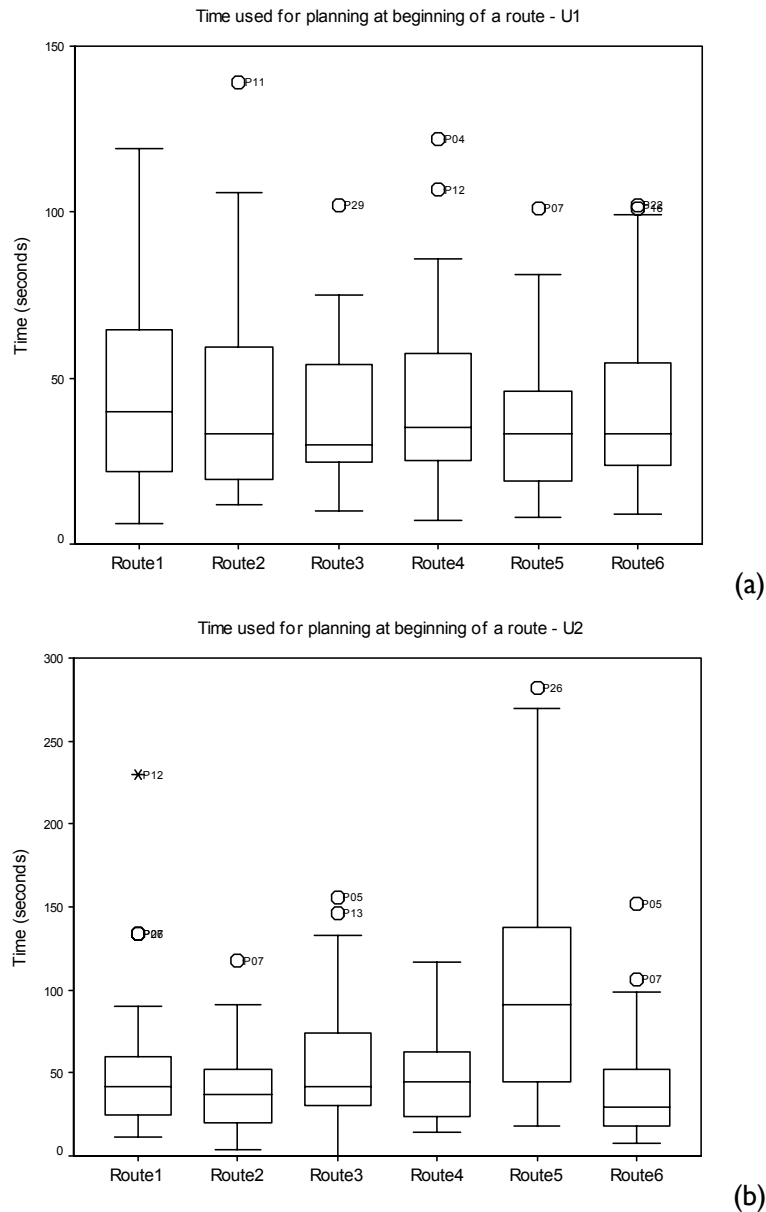 Time used for planning at beginning of a route - U1
150
P11
P04
P12
P29
P07
P22
100
50
0
Time (seconds)
Route1 Route2 Route3 Route4 Route5 Route6
(a)
Time used for planning at beginning of a route - U2
300
P26
250
P12
200
P05
P13
P05
150
P07
P07
100
50
0
Time (seconds)
Route1 Route2 Route3 Route4 Route5 Route6
(b)